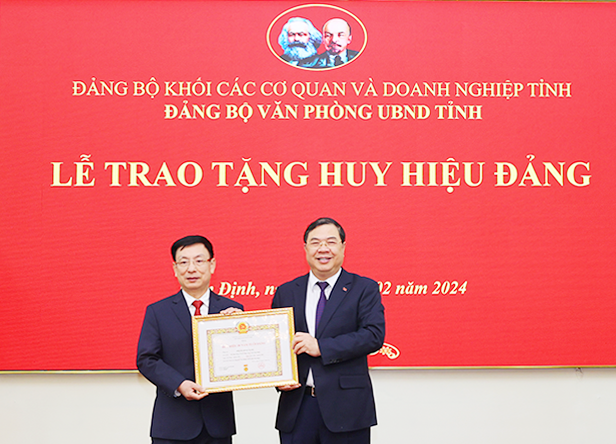 ĐẢNG BỘ KHỐI CÁC CƠ QUAN VÀ DOANH NGHIỆP TỈNH
ĐẢNG BỘ VĂN PHÒNG UBND TỈNH
LỄ TRAO TẶNG HUY HIỆU ĐẢNG
Định, 02 năm 2024